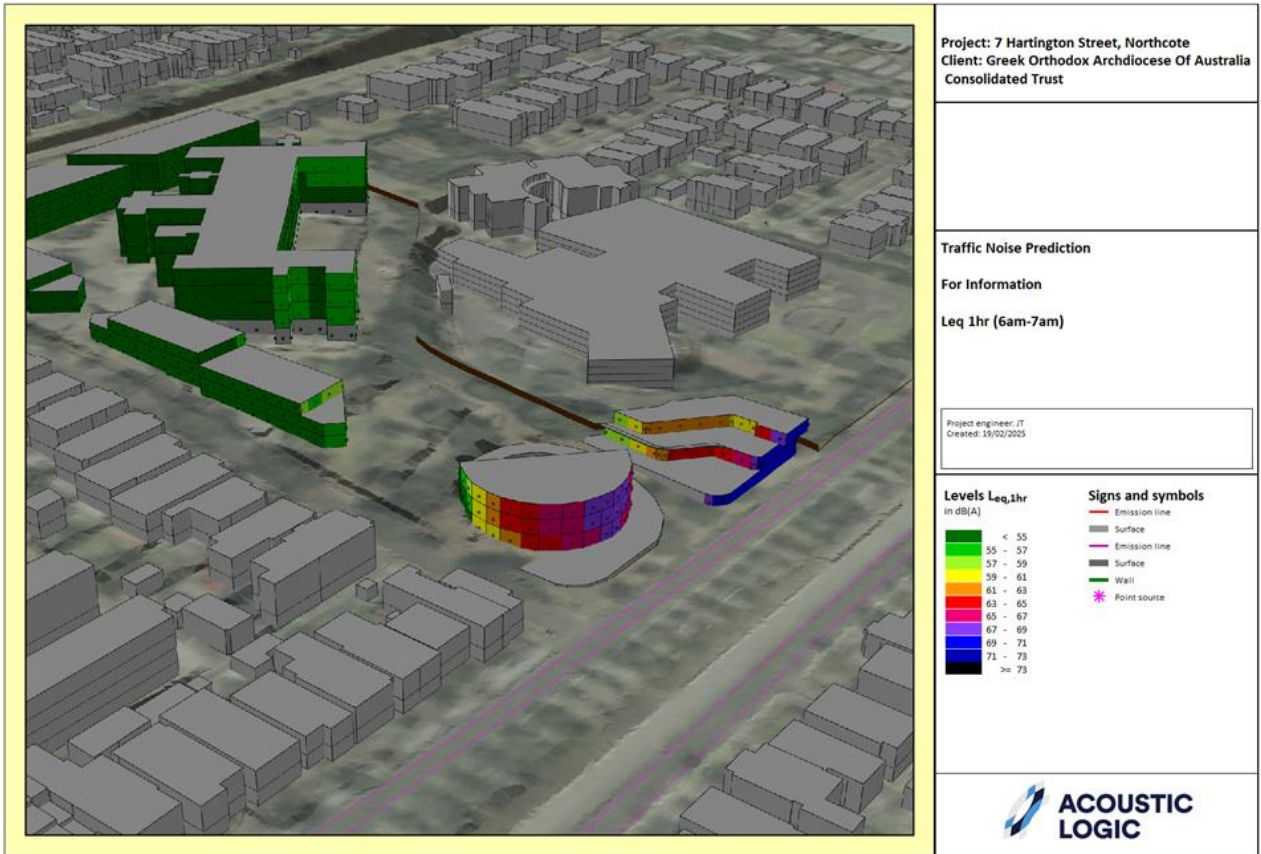 Project: 7 Hartington Street, Northcote
Client: Greek Orthodox Archdiocese Of Australia
Consolidated Trust
Traffic Noise Prediction
For Information
Leq 1hr (6am-7am)
Project engineer: JT
Created: 19/02/2025
Levels Leq,1hr
in dB(A)
< 55
55 - 57
57 - 59
59 - 61
61 - 63
63 - 65
65 - 67
67 - 69
69 - 71
71 - 73
>= 73
Signs and symbols
Emission line
Surface
Emission line
Surface
Wall
Point source
ACOUSTIC
LOGIC